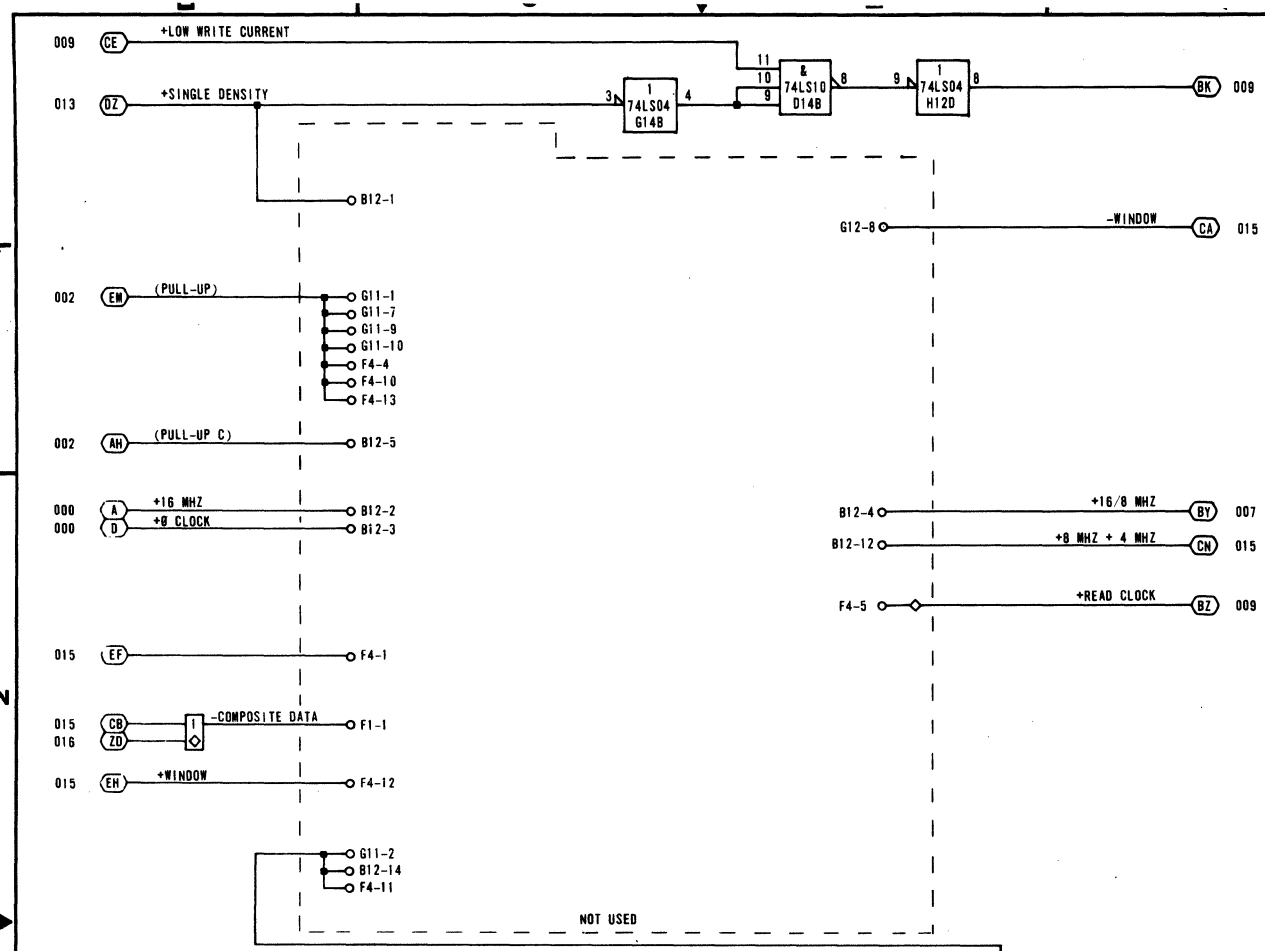 009 CE +LOW WRITE CURRENT
11 & 10 74LS10 8 9 D14B
9 1 8 74LS04 H12D
BK 009
013 DZ +SINGLE DENSITY
3 1 4 74LS04 G14B
B12-1
G12-8 -WINDOW CA 015
002 EM (PULL-UP) G11-1
G11-7
G11-9
G11-10
F4-4
F4-10
F4-13
002 AH (PULL-UP C) B12-5
000 A +16 MHZ B12-2
B12-4 +16/8 MHZ BY 007
000 D +0 CLOCK B12-3
B12-12 +8 MHZ + 4 MHZ CN 015
F4-5 +READ CLOCK BZ 009
015 EF F4-1
015 CB 1 -COMPOSITE DATA F1-1
016 ZD
015 EH +WINDOW F4-12
G11-2
B12-14
F4-11
NOT USED